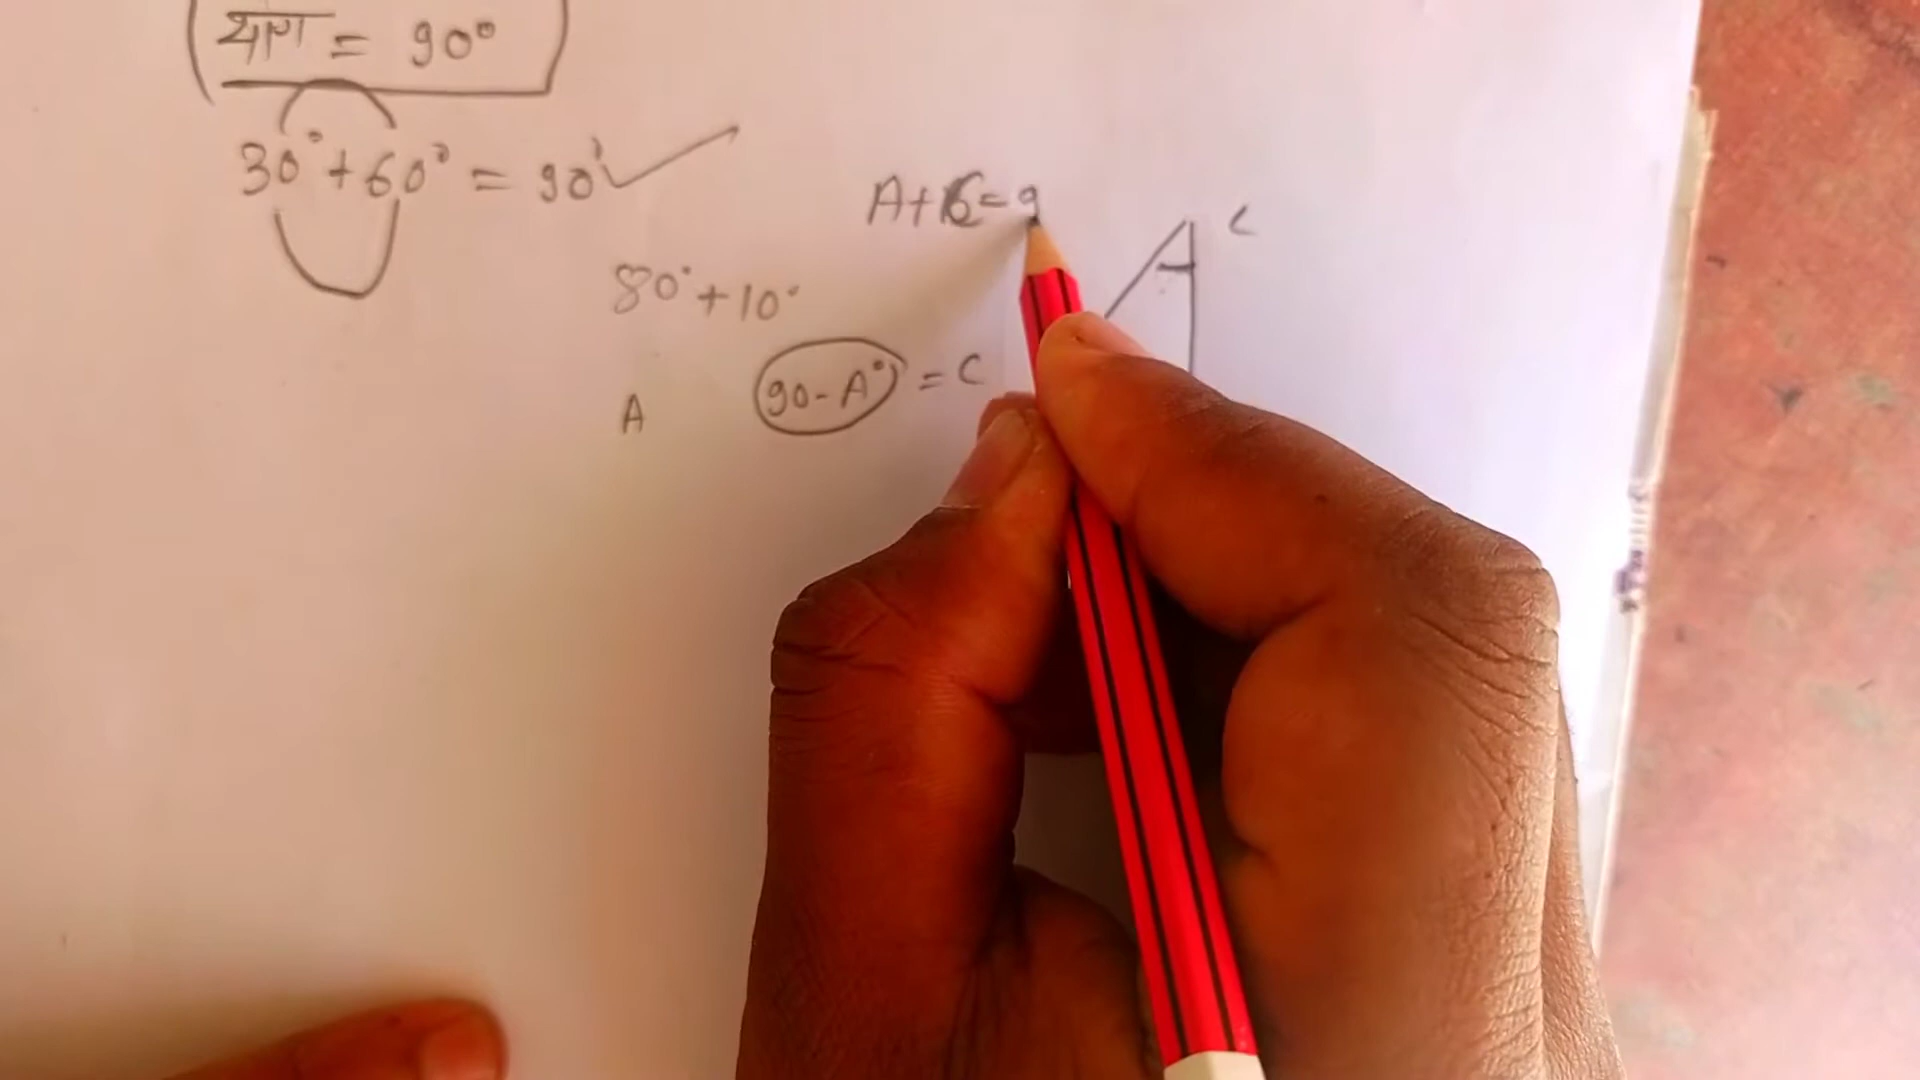 योग = 90°
30° + 60° = 90°
A + C = 9
C
80° + 10°
90 - A° = C
A